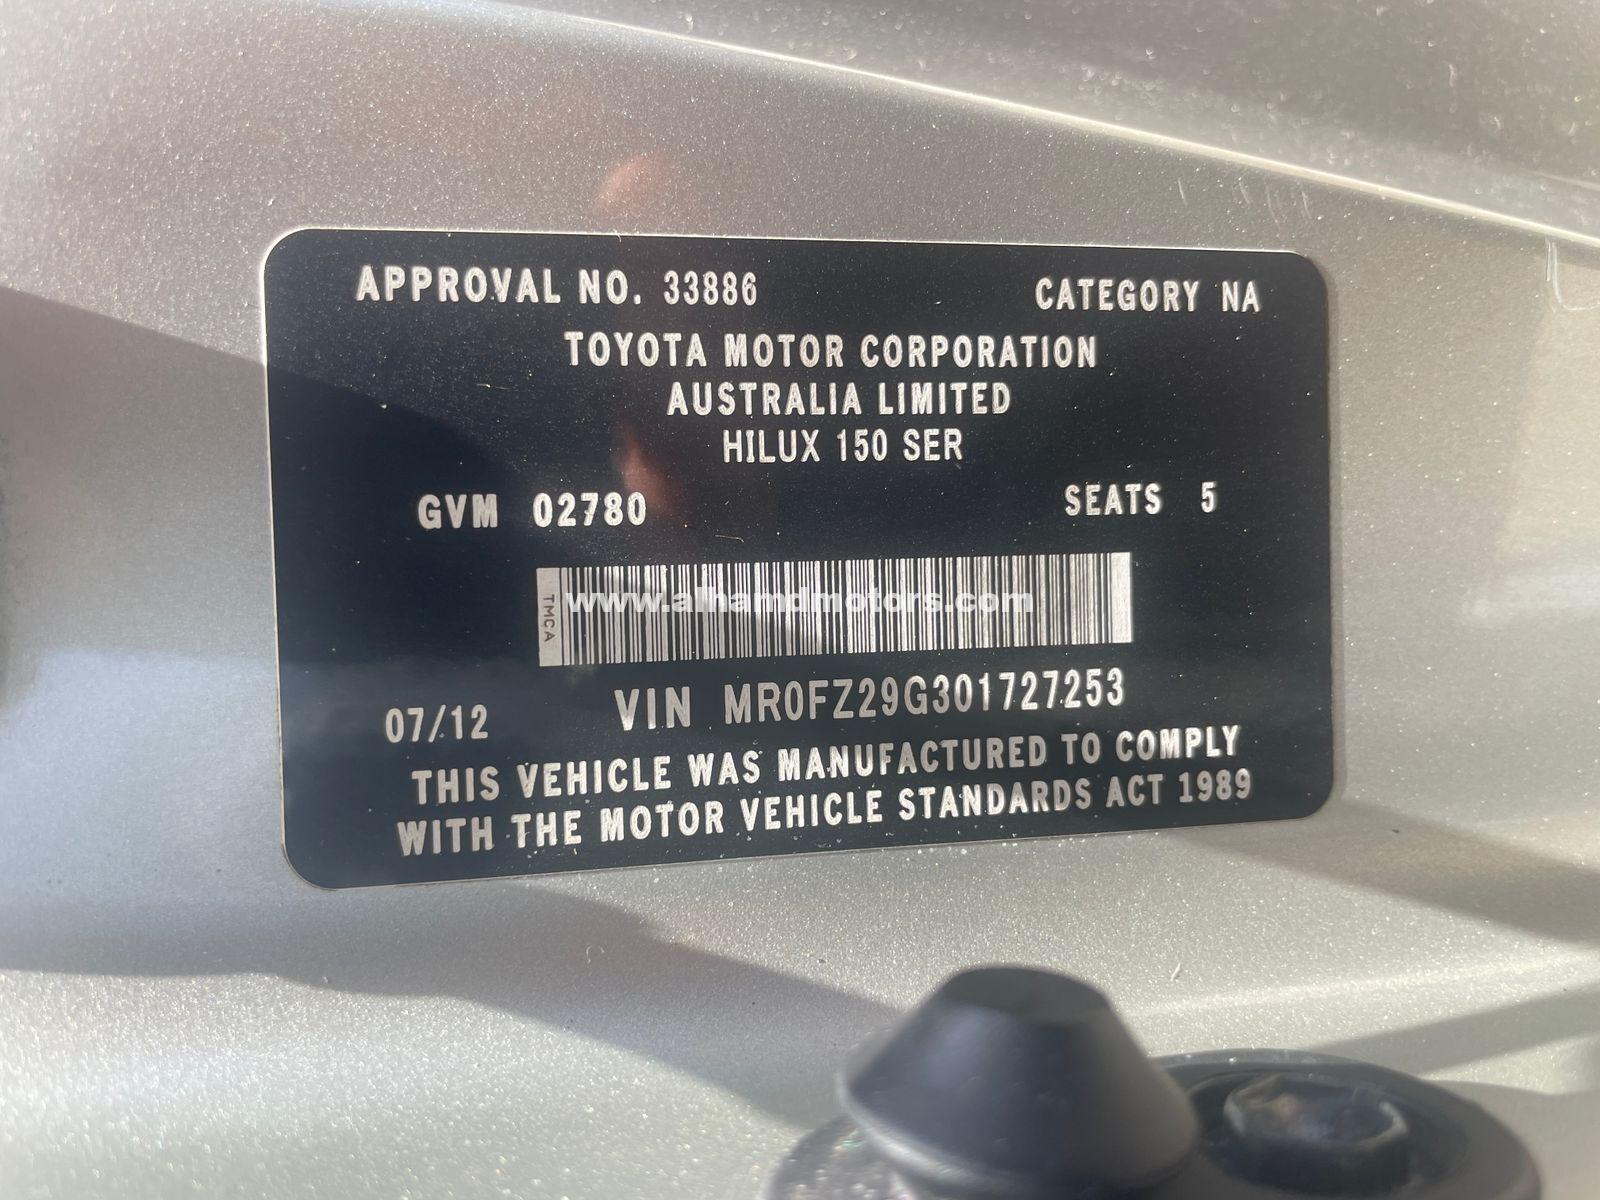 APPROVAL NO. 33886 CATEGORY NA
TOYOTA MOTOR CORPORATION
AUSTRALIA LIMITED
HILUX 150 SER
GVM 02780 SEATS 5
TMCA
www.alhamdmotors.com
07/12 VIN MR0FZ29G301727253
THIS VEHICLE WAS MANUFACTURED TO COMPLY
WITH THE MOTOR VEHICLE STANDARDS ACT 1989